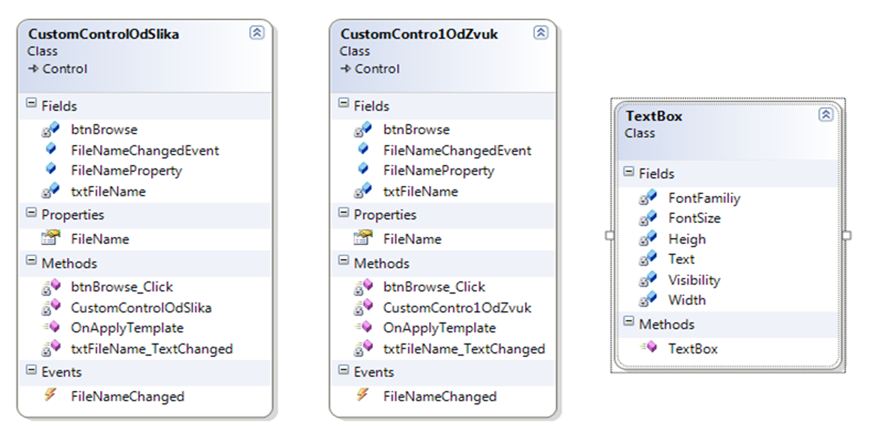 CustomControlOdSlika
Class
Control
Fields
btnBrowse
FileNameChangedEvent
FileNameProperty
txtFileName
Properties
FileName
Methods
btnBrowse_Click
CustomControlOdSlika
OnApplyTemplate
txtFileName_TextChanged
Events
FileNameChanged
CustomContro1OdZvuk
Class
Control
Fields
btnBrowse
FileNameChangedEvent
FileNameProperty
txtFileName
Properties
FileName
Methods
btnBrowse_Click
CustomContro1OdZvuk
OnApplyTemplate
txtFileName_TextChanged
Events
FileNameChanged
TextBox
Class
Fields
FontFamiliy
FontSize
Heigh
Text
Visibility
Width
Methods
TextBox